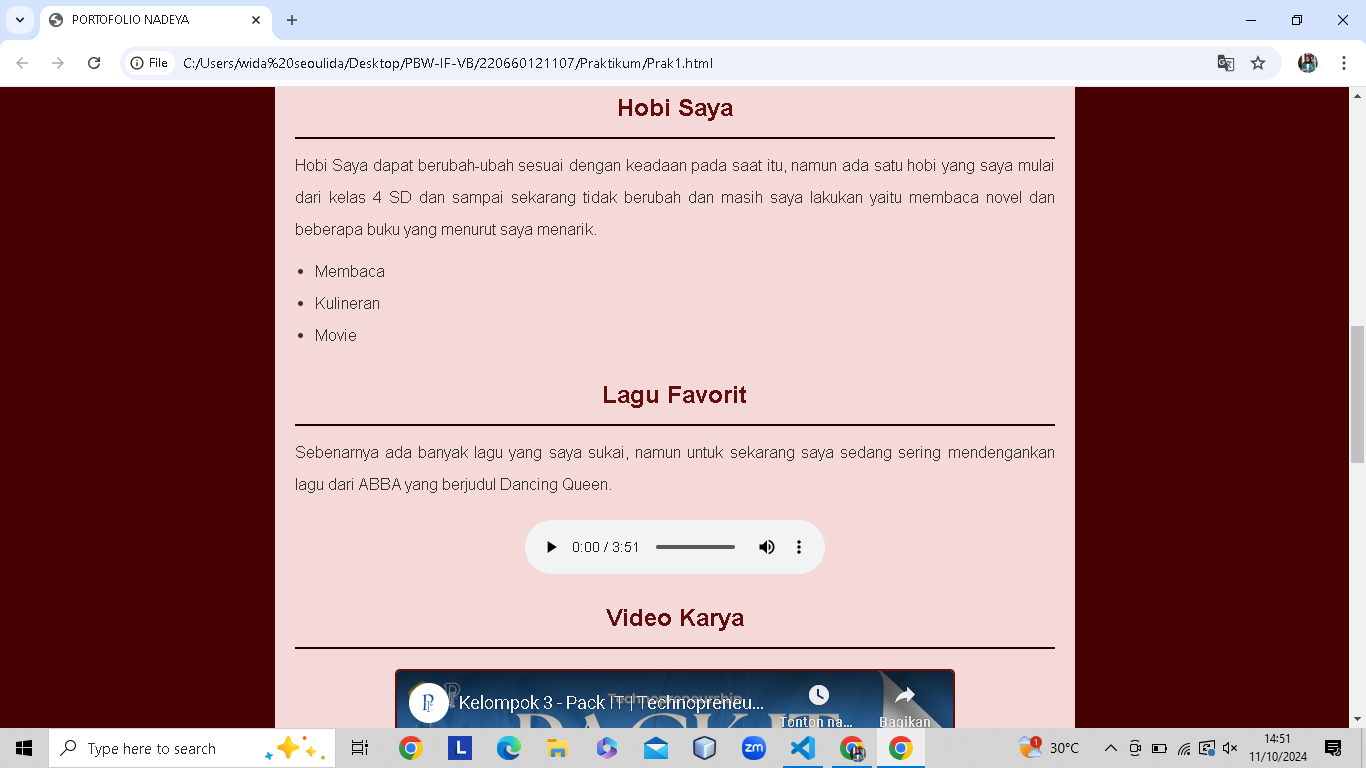 PORTOFOLIO NADEYA
File
C:/Users/wida%20seoulida/Desktop/PBW-IF-VB/220660121107/Praktikum/Prak1.html
Hobi Saya
Hobi Saya dapat berubah-ubah sesuai dengan keadaan pada saat itu, namun ada satu hobi yang saya mulai
dari kelas 4 SD dan sampai sekarang tidak berubah dan masih saya lakukan yaitu membaca novel dan
beberapa buku yang menurut saya menarik.
• Membaca
• Kulineran
• Movie
Lagu Favorit
Sebenarnya ada banyak lagu yang saya sukai, namun untuk sekarang saya sedang sering mendengankan
lagu dari ABBA yang berjudul Dancing Queen.
0:00 / 3:51
Video Karya
Technopreneurship
Kelompok 3 - Pack IT | Technopreneu...
Tonton na...
Bagikan
PACK IT
Type here to search
L
zm
1
30°C
14:51
11/10/2024